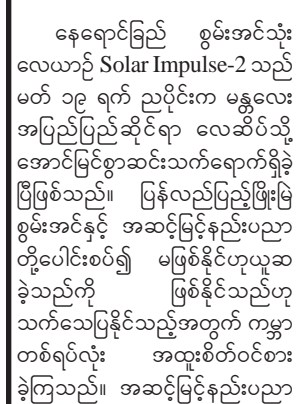 နေရောင်ခြည် စွမ်းအင်သုံး
လေယာဉ် Solar Impulse-2 သည်
မတ် ၁၉ ရက် ညပိုင်းက မန္တလေး
အပြည်ပြည်ဆိုင်ရာ လေဆိပ်သို့
အောင်မြင်စွာဆင်းသက်ရောက်ရှိခဲ့
ပြီဖြစ်သည်။ ပြန်လည်ပြည့်ဖြိုးမြဲ
စွမ်းအင်နှင့် အဆင့်မြင့်နည်းပညာ
တို့ပေါင်းစပ်၍ မဖြစ်နိုင်ဟုယူဆ
ခဲ့သည်ကို ဖြစ်နိုင်သည်ဟု
သက်သေပြနိုင်သည့်အတွက် ကမ္ဘာ
တစ်ရပ်လုံး အထူးစိတ်ဝင်စား
ခဲ့ကြသည်။ အဆင့်မြင့်နည်းပညာ